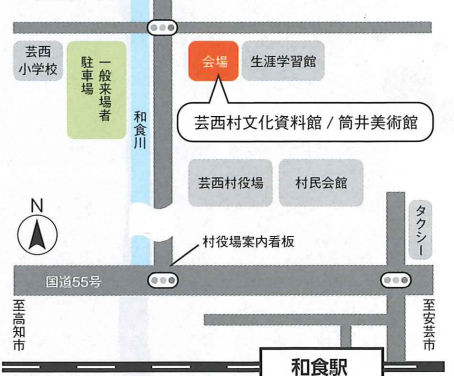 芸西
小学校
一般来場者
駐車場
会場
生涯学習館
芸西村文化資料館 / 筒井美術館
和食川
芸西村役場
村民会館
タクシー
N
村役場案内看板
国道55号
至高知市
至安芸市
和食駅